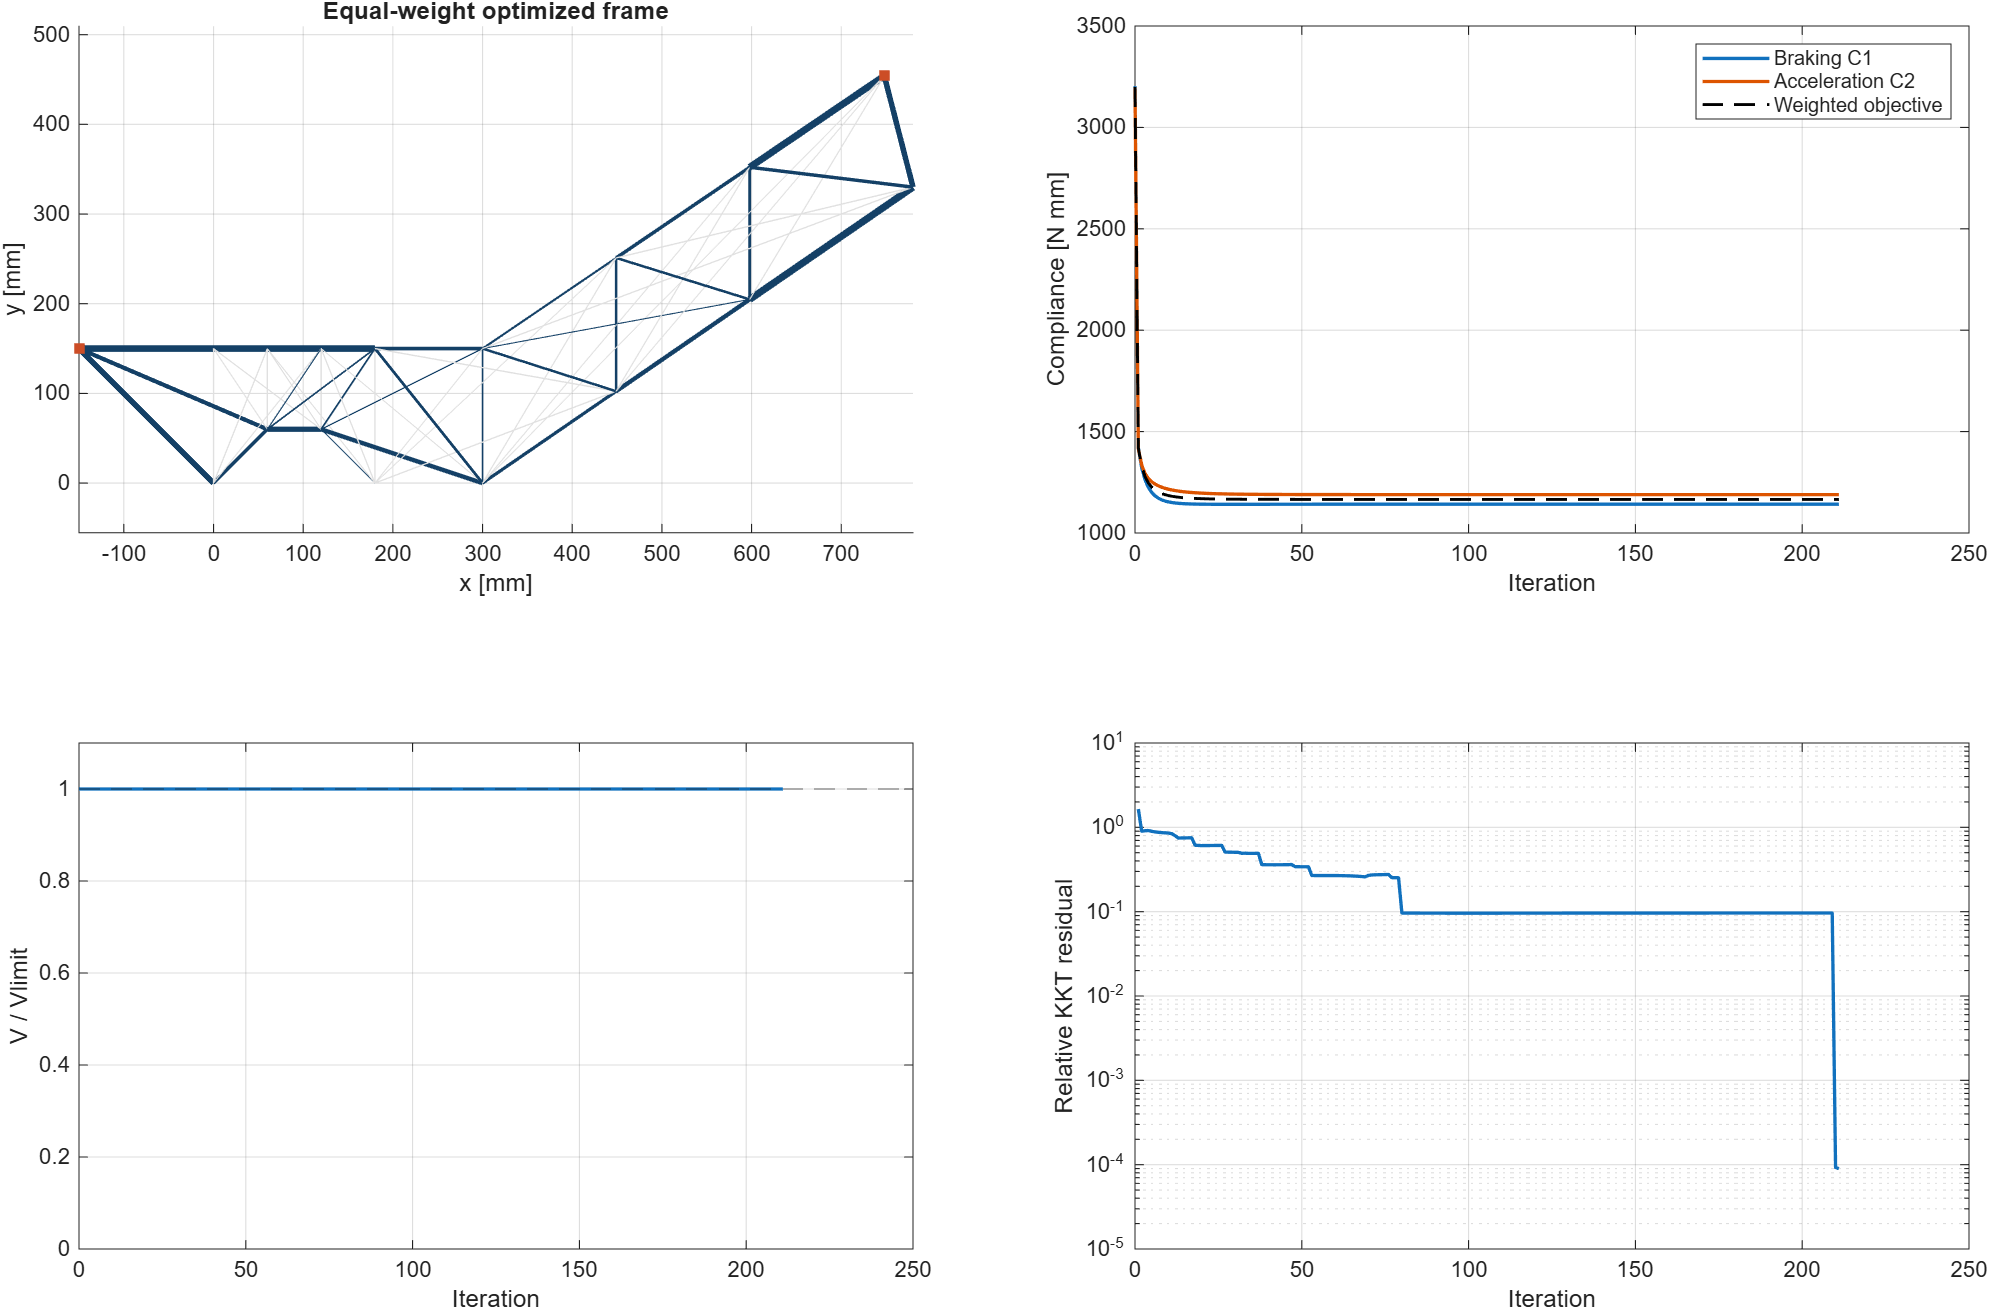 Equal-weight optimized frame
500
400
300
200
100
0
y [mm]
-100 0 100 200 300 400 500 600 700
x [mm]
3500
3000
2500
2000
1500
1000
Compliance [N mm]
Braking C1
Acceleration C2
Weighted objective
0 50 100 150 200 250
Iteration
1
0.8
0.6
0.4
0.2
0
V / Vlimit
0 50 100 150 200 250
Iteration
10^1
10^0
10^-1
10^-2
10^-3
10^-4
10^-5
Relative KKT residual
0 50 100 150 200 250
Iteration